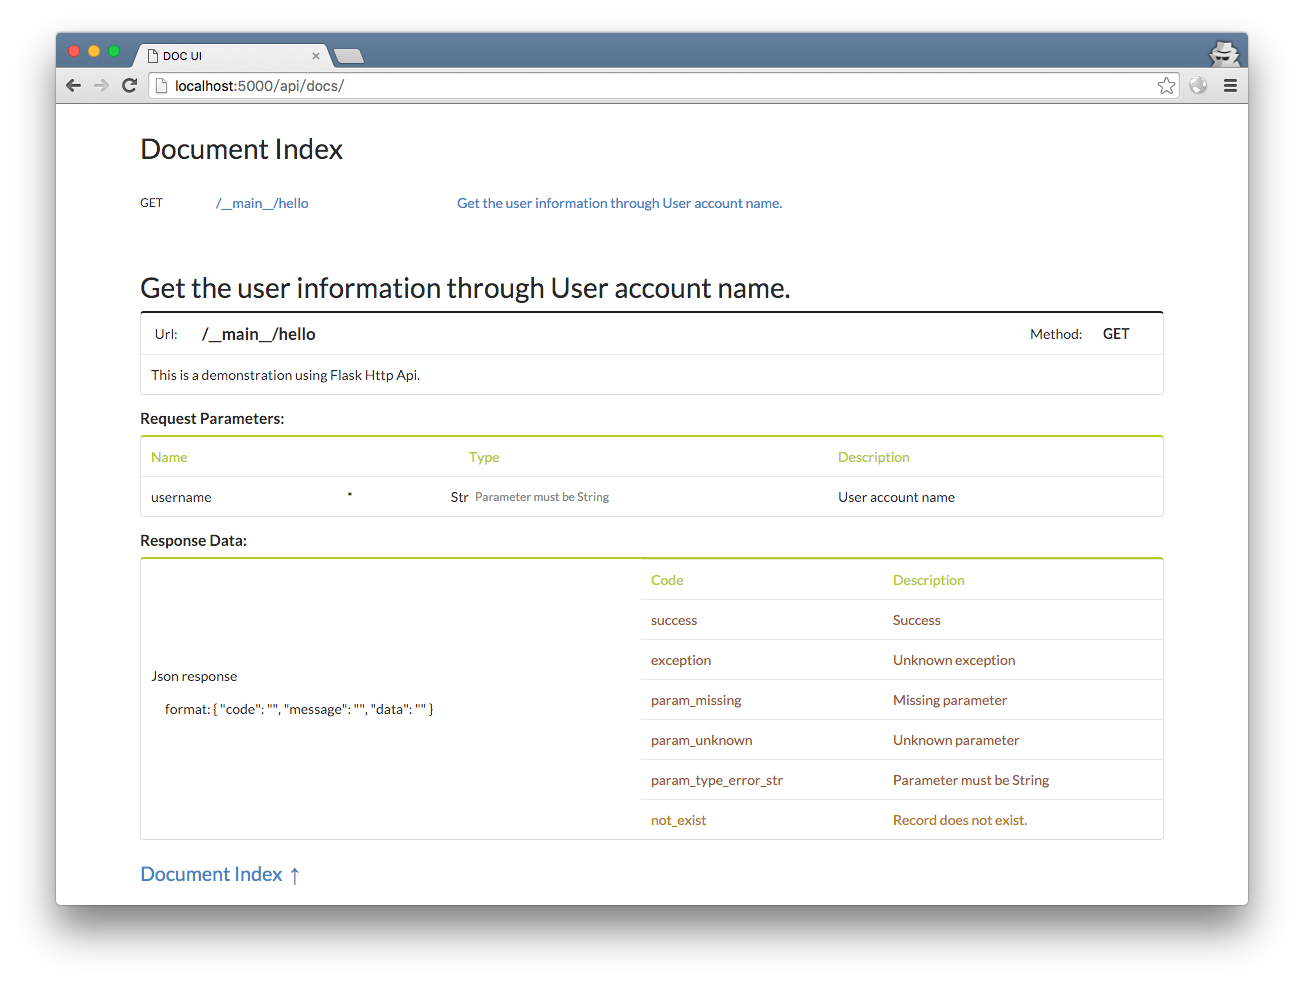 DOC UI
localhost:5000/api/docs/
Document Index
GET /__main__/hello Get the user information through User account name.
Get the user information through User account name.
Url: /__main__/hello Method: GET
This is a demonstration using Flask Http Api.
Request Parameters:
Name Type Description
username * Str Parameter must be String User account name
Response Data:
Code Description
success Success
exception Unknown exception
Json response
param_missing Missing parameter
format: { "code": "", "message": "", "data": "" }
param_unknown Unknown parameter
param_type_error_str Parameter must be String
not_exist Record does not exist.
Document Index ↑